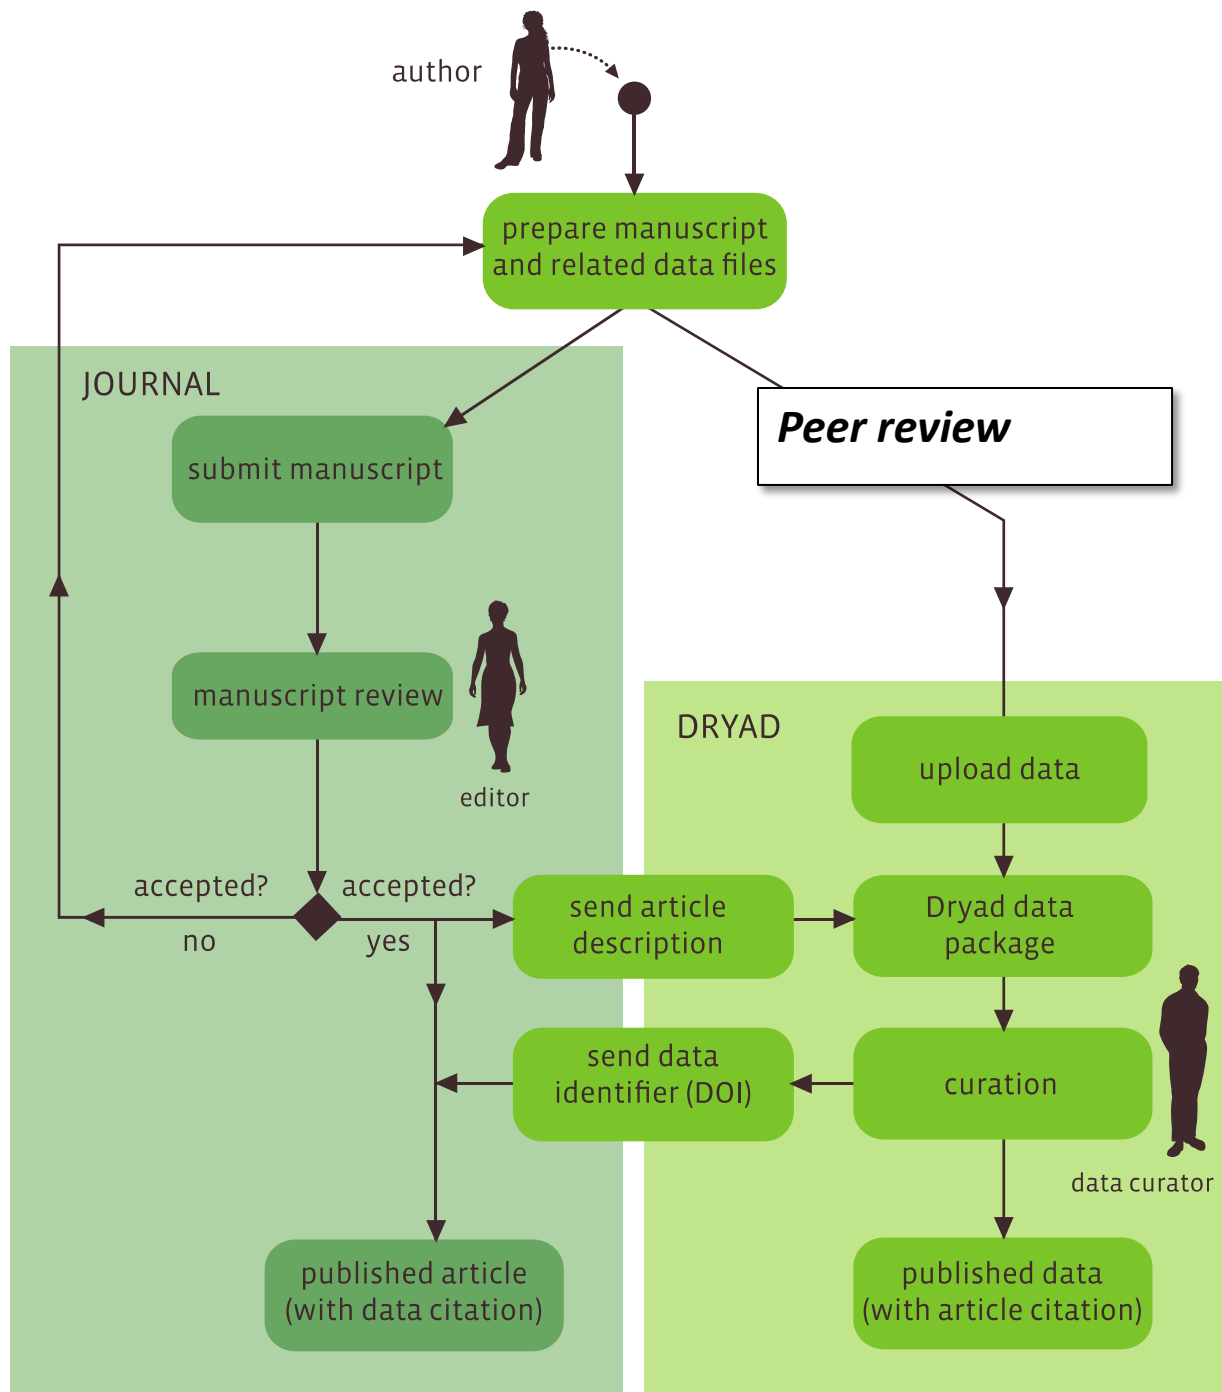 author
prepare manuscript
and related data files
JOURNAL
Peer review
submit manuscript
manuscript review
editor
DRYAD
upload data
accepted?
no
accepted?
yes
send article
description
Dryad data
package
send data
identifier (DOI)
curation
data curator
published article
(with data citation)
published data
(with article citation)